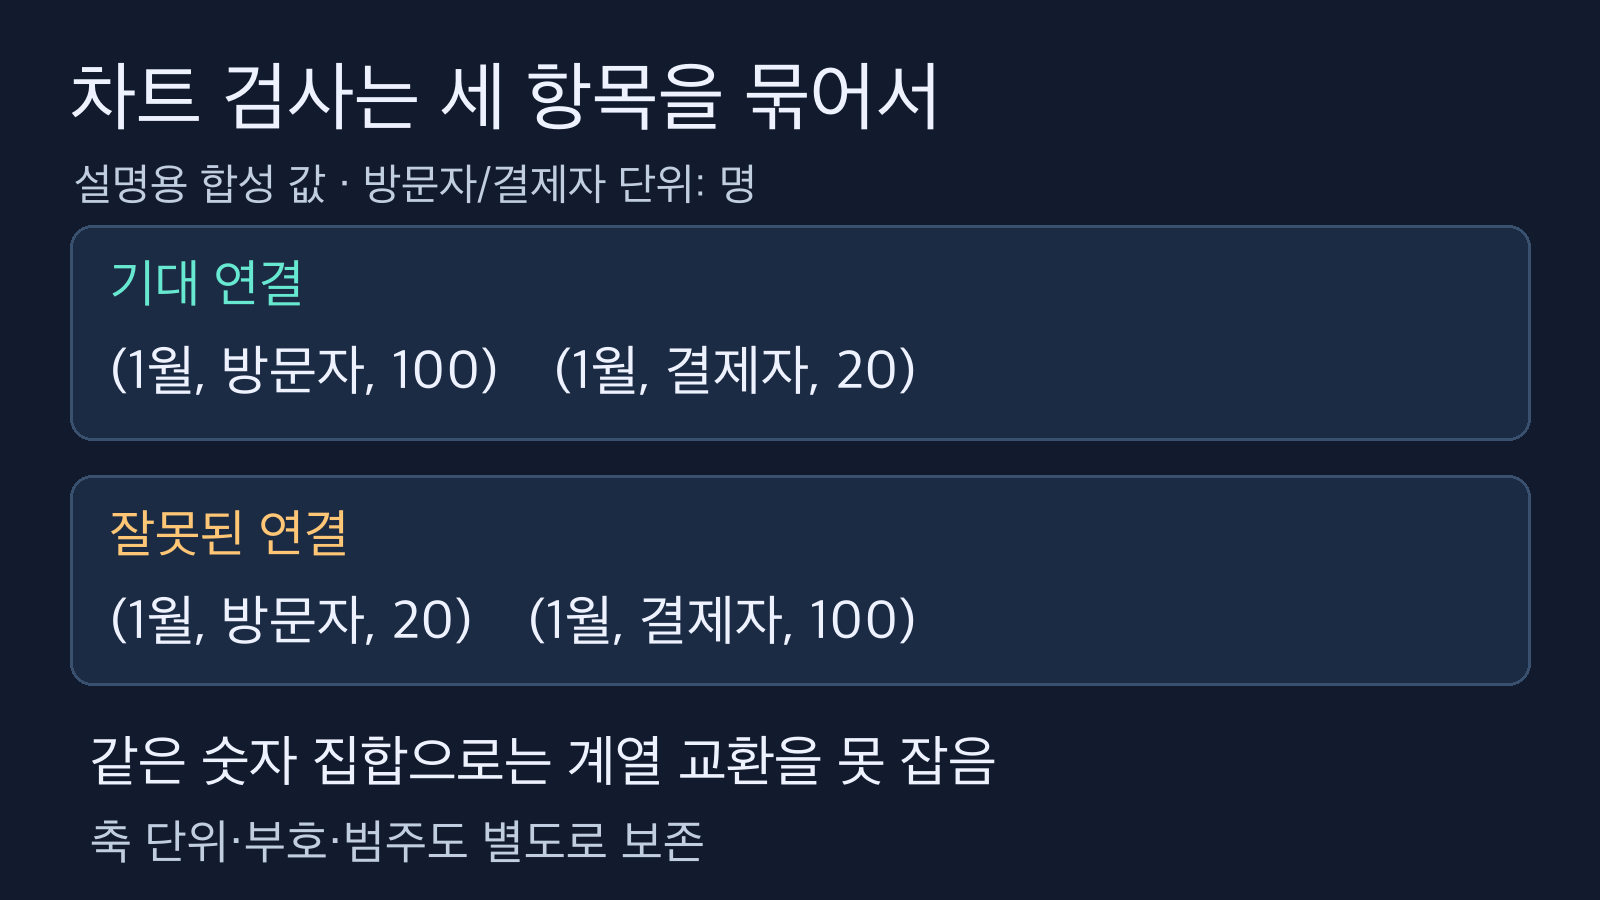 차트 검사는 세 항목을 묶어서
설명용 합성 값 · 방문자/결제자 단위: 명
기대 연결
(1월, 방문자, 100) (1월, 결제자, 20)
잘못된 연결
(1월, 방문자, 20) (1월, 결제자, 100)
같은 숫자 집합으로는 계열 교환을 못 잡음
축 단위·부호·범주도 별도로 보존